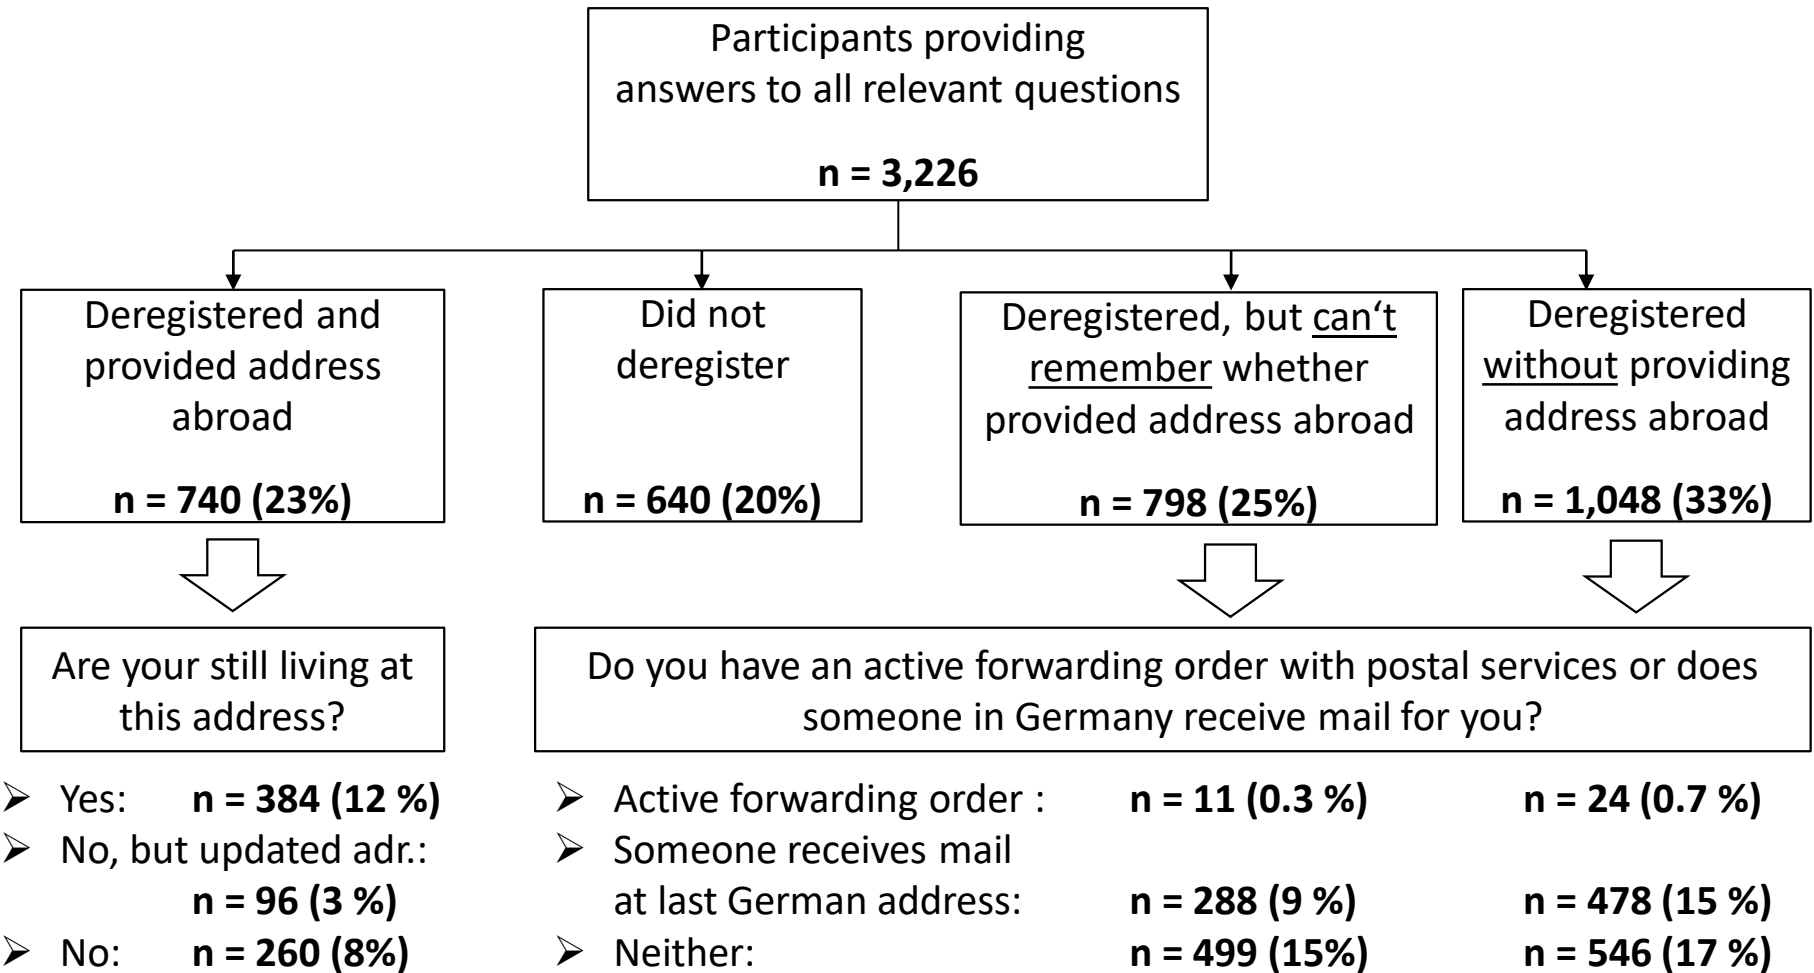 Participants providing
answers to all relevant questions
n = 3,226
Deregistered and
provided address
abroad
n = 740 (23%)
Did not
deregister
n = 640 (20%)
Deregistered, but can‘t
remember whether
provided address abroad
n = 798 (25%)
Deregistered
without providing
address abroad
n = 1,048 (33%)
Are your still living at
this address?
Do you have an active forwarding order with postal services or does
someone in Germany receive mail for you?
➢ Yes: n = 384 (12 %)
➢ No, but updated adr.:
n = 96 (3 %)
➢ No: n = 260 (8%)
➢ Active forwarding order : n = 11 (0.3 %) n = 24 (0.7 %)
➢ Someone receives mail
at last German address: n = 288 (9 %) n = 478 (15 %)
➢ Neither: n = 499 (15%) n = 546 (17 %)